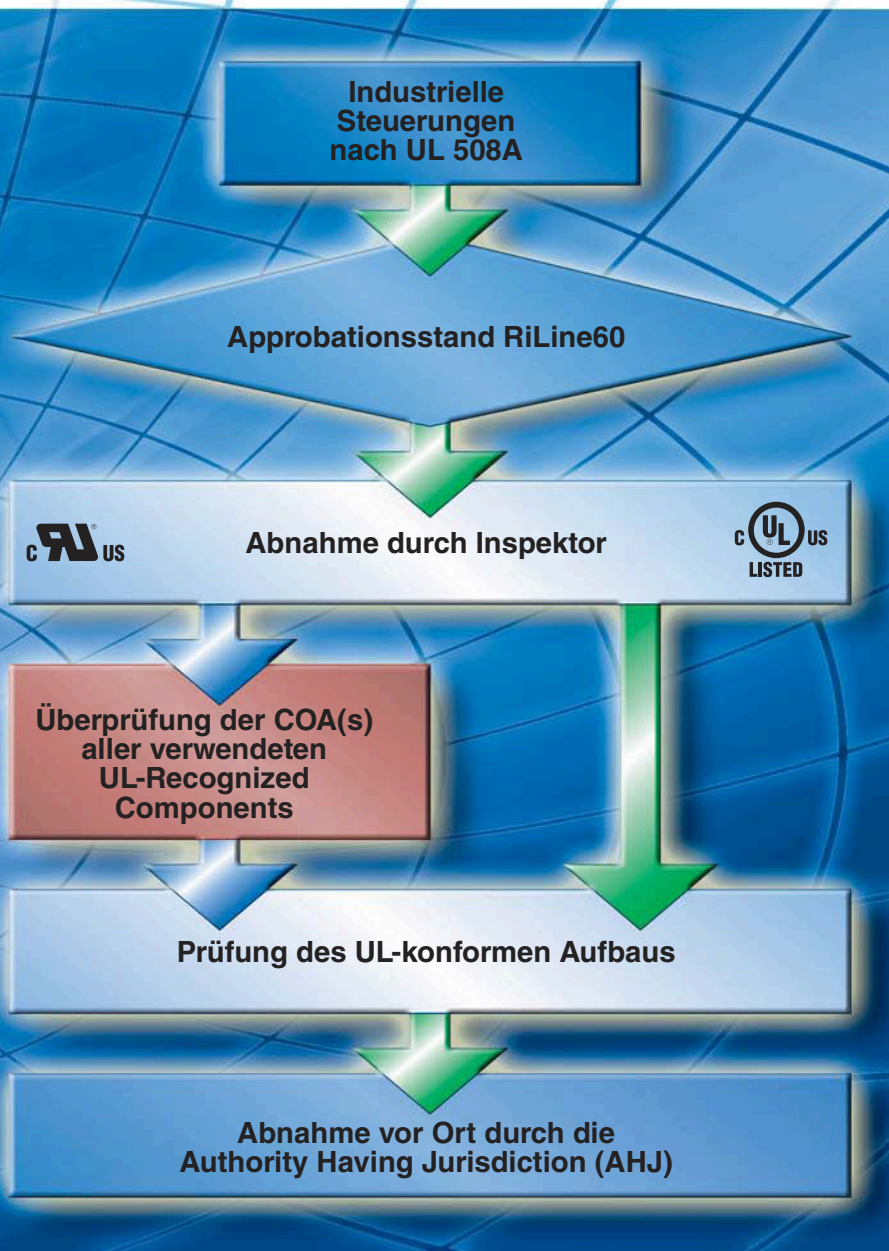 Industrielle
Steuerungen
nach UL 508A
Approbationsstand RiLine60
c RU ® US
Abnahme durch Inspektor
c UL ® US
LISTED
Überprüfung der COA(s)
aller verwendeten
UL-Recognized
Components
Prüfung des UL-konformen Aufbaus
Abnahme vor Ort durch die
Authority Having Jurisdiction (AHJ)